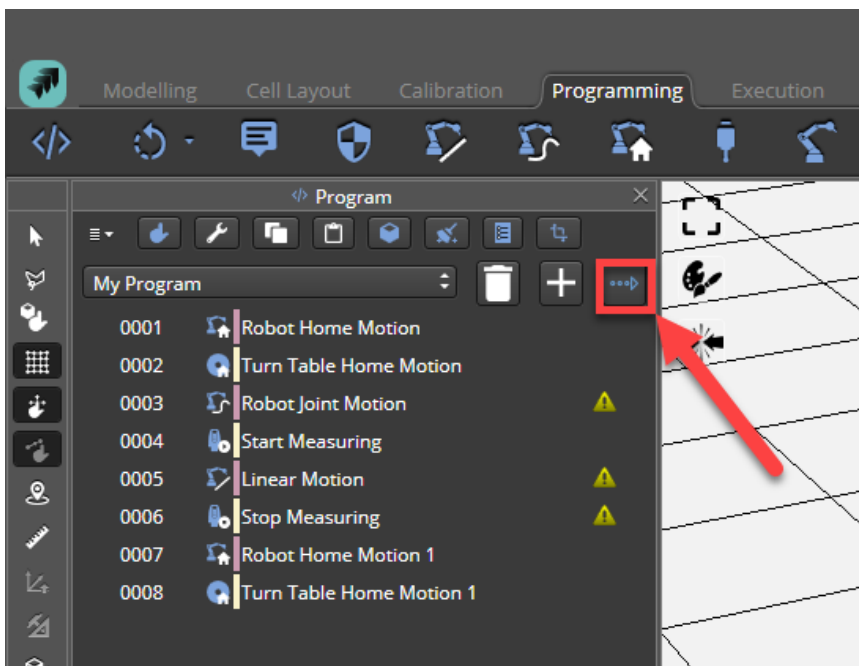 Modelling Cell Layout Calibration Programming Execution
</> Program
My Program
0001 Robot Home Motion
0002 Turn Table Home Motion
0003 Robot Joint Motion
0004 Start Measuring
0005 Linear Motion
0006 Stop Measuring
0007 Robot Home Motion 1
0008 Turn Table Home Motion 1